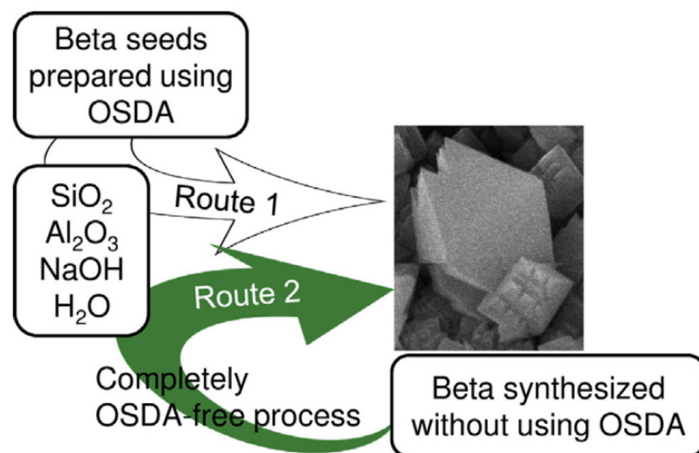 Beta seeds
prepared using
OSDA
SiO₂
Al₂O₃
NaOH
H₂O
Route 1
Route 2
Completely
OSDA-free process
Beta synthesized
without using OSDA